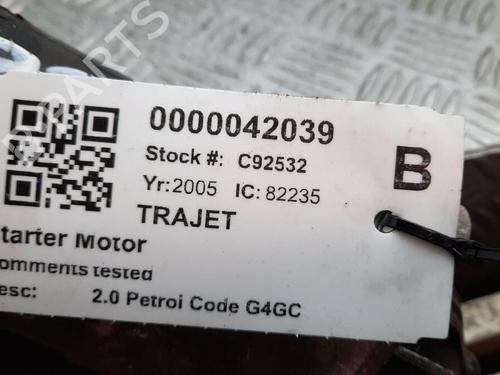 0000042039
Stock #: C92532
B
Yr:2005 IC: 82235
TRAJET
tarter Motor
omments tested
esc: 2.0 Petrol Code G4GC